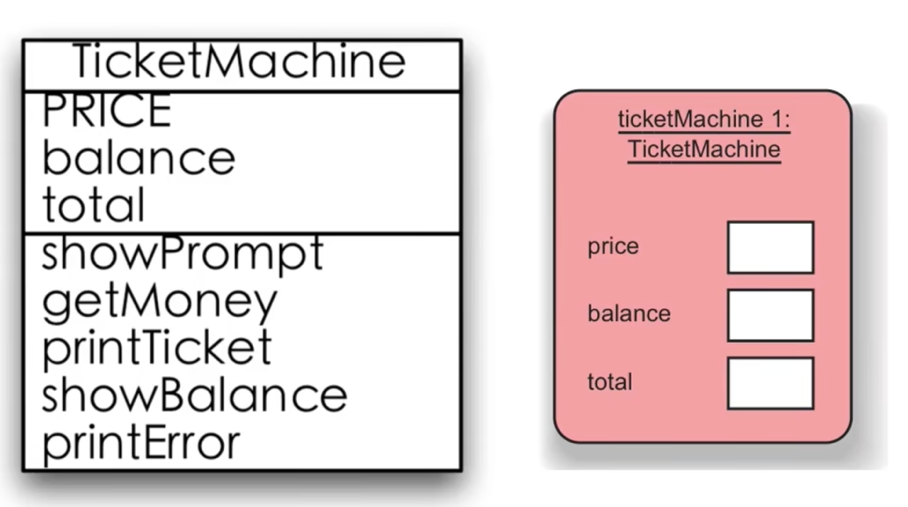 TicketMachine
PRICE
balance
total
showPrompt
getMoney
printTicket
showBalance
printError
ticketMachine 1:
TicketMachine
price
balance
total